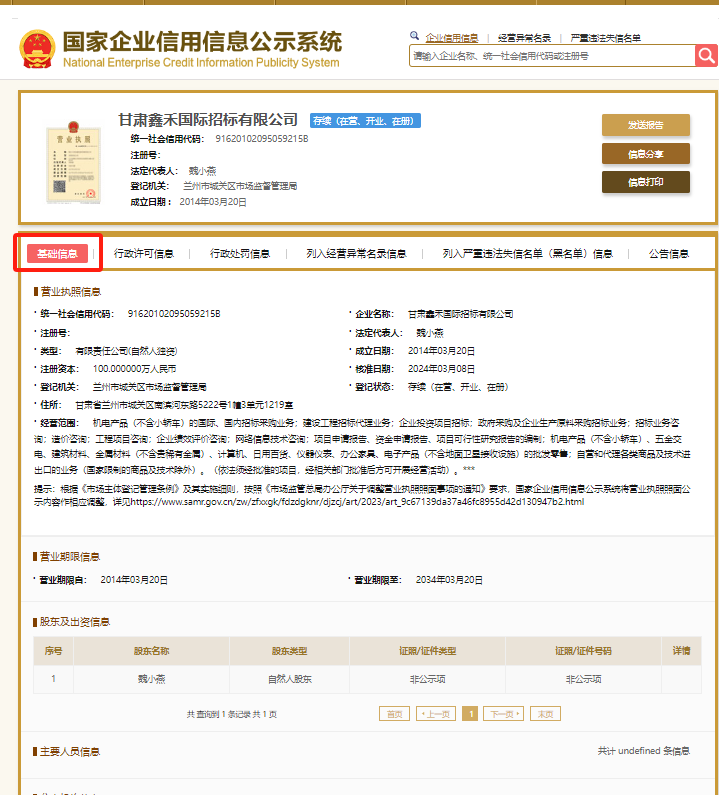 国家企业信用信息公示系统
National Enterprise Credit Information Publicity System
企业信用信息 | 经营异常名录 | 严重违法失信名单
请输入企业名称、统一社会信用代码或注册号
甘肃鑫禾国际招标有限公司 存续（在营、开业、在册）
统一社会信用代码： 91620102095059215B
注册号：
法定代表人： 魏小燕
登记机关： 兰州市城关区市场监督管理局
成立日期： 2014年03月20日
营业执照
发送报告
信息分享
信息打印
基础信息 | 行政许可信息 | 行政处罚信息 | 列入经营异常名录信息 | 列入严重违法失信名单（黑名单）信息 | 公告信息
营业执照信息
· 统一社会信用代码： 91620102095059215B · 企业名称： 甘肃鑫禾国际招标有限公司
· 注册号： · 法定代表人： 魏小燕
· 类型： 有限责任公司(自然人独资) · 成立日期： 2014年03月20日
· 注册资本： 100.000000万人民币 · 核准日期： 2024年03月08日
· 登记机关： 兰州市城关区市场监督管理局 · 登记状态： 存续（在营、开业、在册）
· 住所： 甘肃省兰州市城关区南滨河东路5222号1幢3单元1219室
· 经营范围： 机电产品（不含小轿车）的国际、国内招标采购业务；建设工程招标代理业务；企业投资项目招标；政府采购及企业生产原料采购招标业务；招标业务咨
询；造价咨询；工程项目咨询；企业绩效评价咨询；网络信息技术咨询；项目申请报告、资金申请报告、项目可行性研究报告的编制；机电产品（不含小轿车）、五金交
电、建筑材料、金属材料（不含贵稀有金属）、计算机、日用百货、仪器仪表、办公家具、电子产品（不含地面卫星接收设施）的批发零售；自营和代理各类商品及技术进
出口的业务（国家限制的商品及技术除外）。（依法须经批准的项目，经相关部门批准后方可开展经营活动）。***
提示：根据《市场主体登记管理条例》及其实施细则，按照《市场监管总局办公厅关于调整营业执照照面事项的通知》要求，国家企业信用信息公示系统将营业执照照面公
示内容作相应调整，详见https://www.samr.gov.cn/zw/zfxxgk/fdzdgknr/djzcj/art/2023/art_9c67139da37a46fc8955d42d130947b2.html
营业期限信息
· 营业期限自： 2014年03月20日 · 营业期限至： 2034年03月20日
股东及出资信息
序号 股东名称 股东类型 证照/证件类型 证照/证件号码 详情
1 魏小燕 自然人股东 非公示项 非公示项
共 查询到 1 条记录 共 1 页 首页 上一页 1 下一页 末页
主要人员信息 共计 undefined 条信息